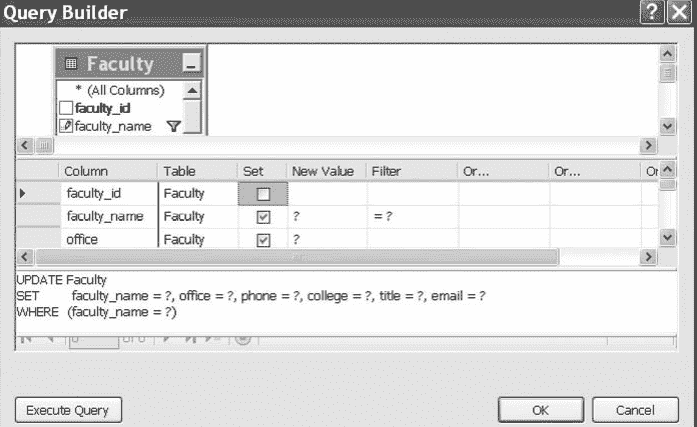 Query Builder
Faculty
* (All Columns)
faculty_id
faculty_name
Column Table Set New Value Filter Or... Or... Or
faculty_id Faculty
faculty_name Faculty ? = ?
office Faculty ?
UPDATE Faculty
SET faculty_name = ?, office = ?, phone = ?, college = ?, title = ?, email = ?
WHERE (faculty_name = ?)
Execute Query OK Cancel